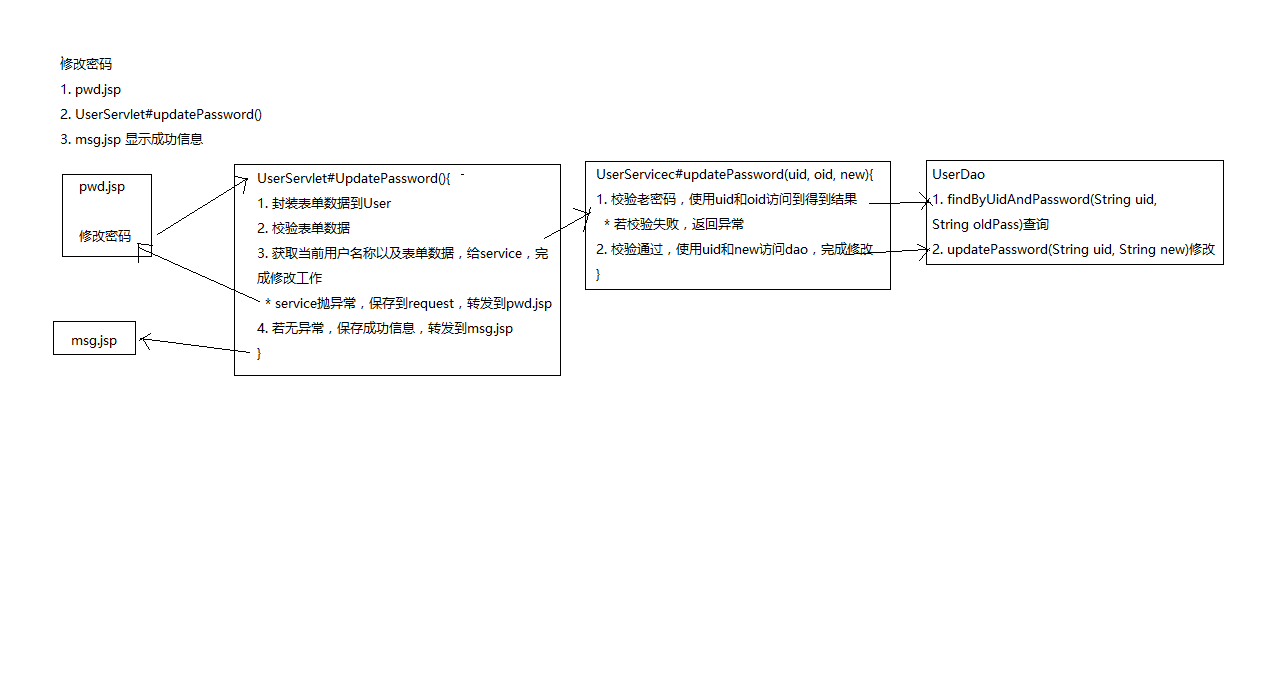 修改密码
1. pwd.jsp
2. UserServlet#updatePassword()
3. msg.jsp 显示成功信息
pwd.jsp
修改密码
msg.jsp
UserServlet#UpdatePassword(){
1. 封装表单数据到User
2. 校验表单数据
3. 获取当前用户名称以及表单数据，给service，完
成修改工作
* service抛异常，保存到request，转发到pwd.jsp
4. 若无异常，保存成功信息，转发到msg.jsp
}
UserServicec#updatePassword(uid, oid, new){
1. 校验老密码，使用uid和oid访问到得到结果
* 若校验失败，返回异常
2. 校验通过，使用uid和new访问dao，完成修改
}
UserDao
1. findByUidAndPassword(String uid,
String oldPass)查询
2. updatePassword(String uid, String new)修改